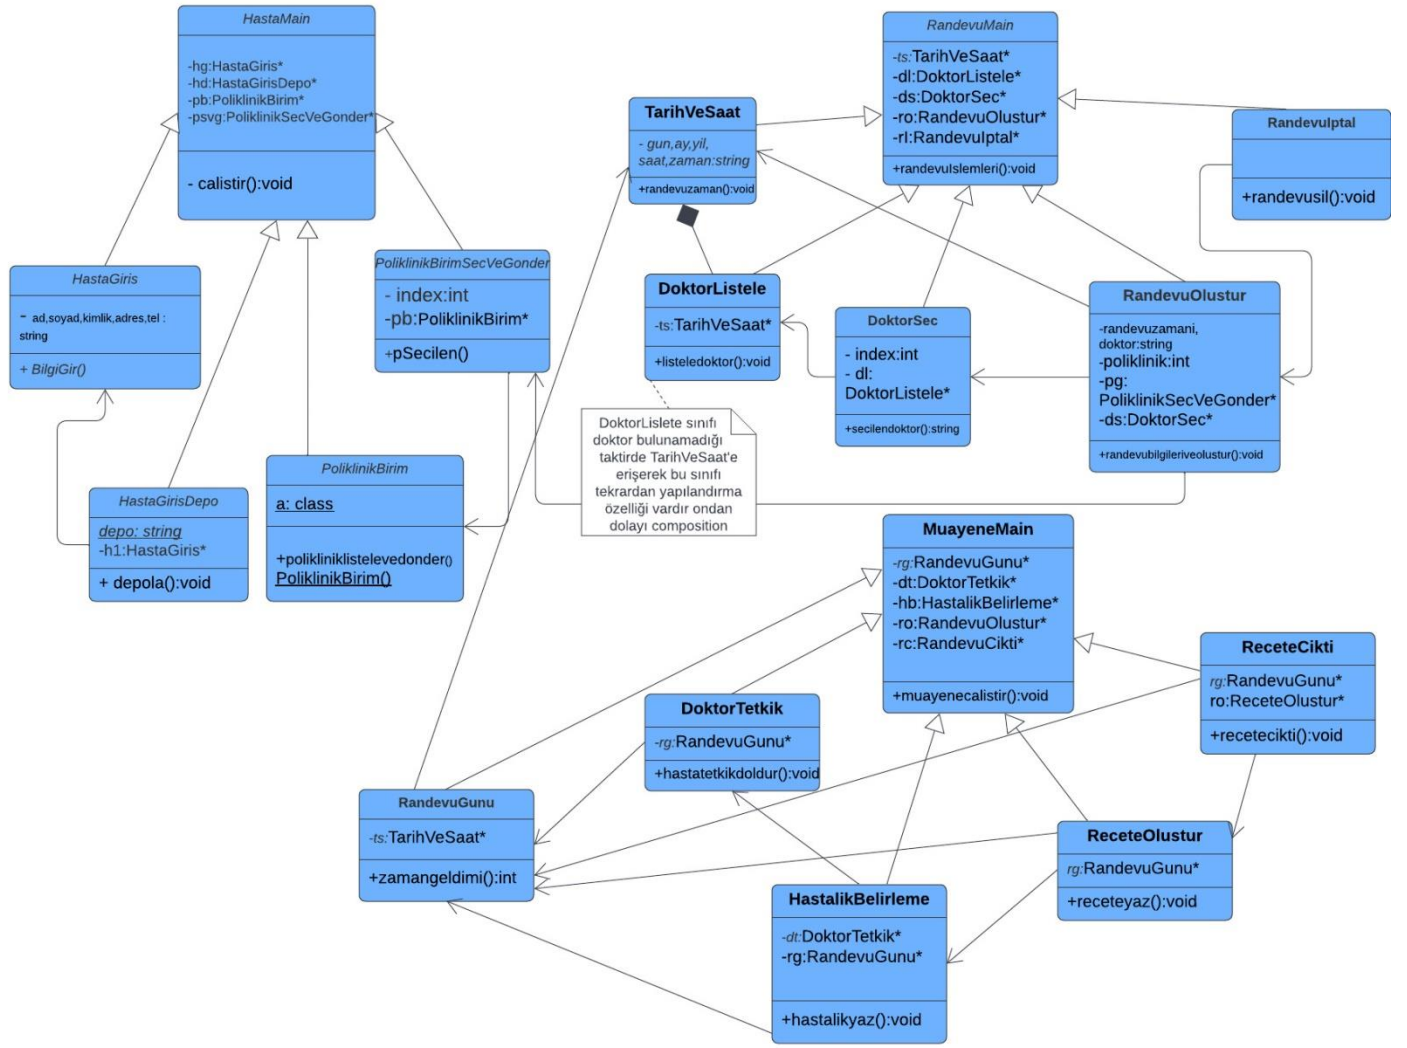 HastaMain
-hg:HastaGiris*
-hd:HastaGirisDepo*
-pb:PoliklinikBirim*
-psvg:PoliklinikSecVeGonder*
- calistir():void
HastaGiris
- ad,soyad,kimlik,adres,tel :
string
+ BilgiGir()
HastaGirisDepo
depo: string
-h1:HastaGiris*
+ depola():void
PoliklinikBirim
a: class
+polikliniklistelevedonder()
PoliklinikBirim()
PoliklinikBirimSecVeGonder
- index:int
-pb:PoliklinikBirim*
+pSecilen()
TarihVeSaat
- gun,ay,yil,
saat,zaman:string
+randevuzaman():void
RandevuMain
-ts:TarihVeSaat*
-dl:DoktorListele*
-ds:DoktorSec*
-ro:RandevuOlustur*
-rI:RandevuIptal*
+randevuIslemleri():void
RandevuIptal
+randevusil():void
DoktorListele
-ts:TarihVeSaat*
+listeledoktor():void
DoktorSec
- index:int
- dl:
DoktorListele*
+secilendoktor():string
RandevuOlustur
-randevuzamani,
doktor:string
-poliklinik:int
-pg:
PoliklinikSecVeGonder*
-ds:DoktorSec*
+randevubilgileriveolustur():void
DoktorLislete sınıfı
doktor bulunamadığı
taktirde TarihVeSaat'e
erişerek bu sınıfı
tekrardan yapılandırma
özelliği vardır ondan
dolayı composition
MuayeneMain
-rg:RandevuGunu*
-dt:DoktorTetkik*
-hb:HastalikBelirleme*
-ro:RandevuOlustur*
-rc:RandevuCikti*
+muayenecalistir():void
ReceteCikti
rg:RandevuGunu*
ro:ReceteOlustur*
+recetecikti():void
DoktorTetkik
-rg:RandevuGunu*
+hastatetkikdoldur():void
RandevuGunu
-ts:TarihVeSaat*
+zamangeldimi():int
ReceteOlustur
rg:RandevuGunu*
+receteyaz():void
HastalikBelirleme
-dt:DoktorTetkik*
-rg:RandevuGunu*
+hastalikyaz():void